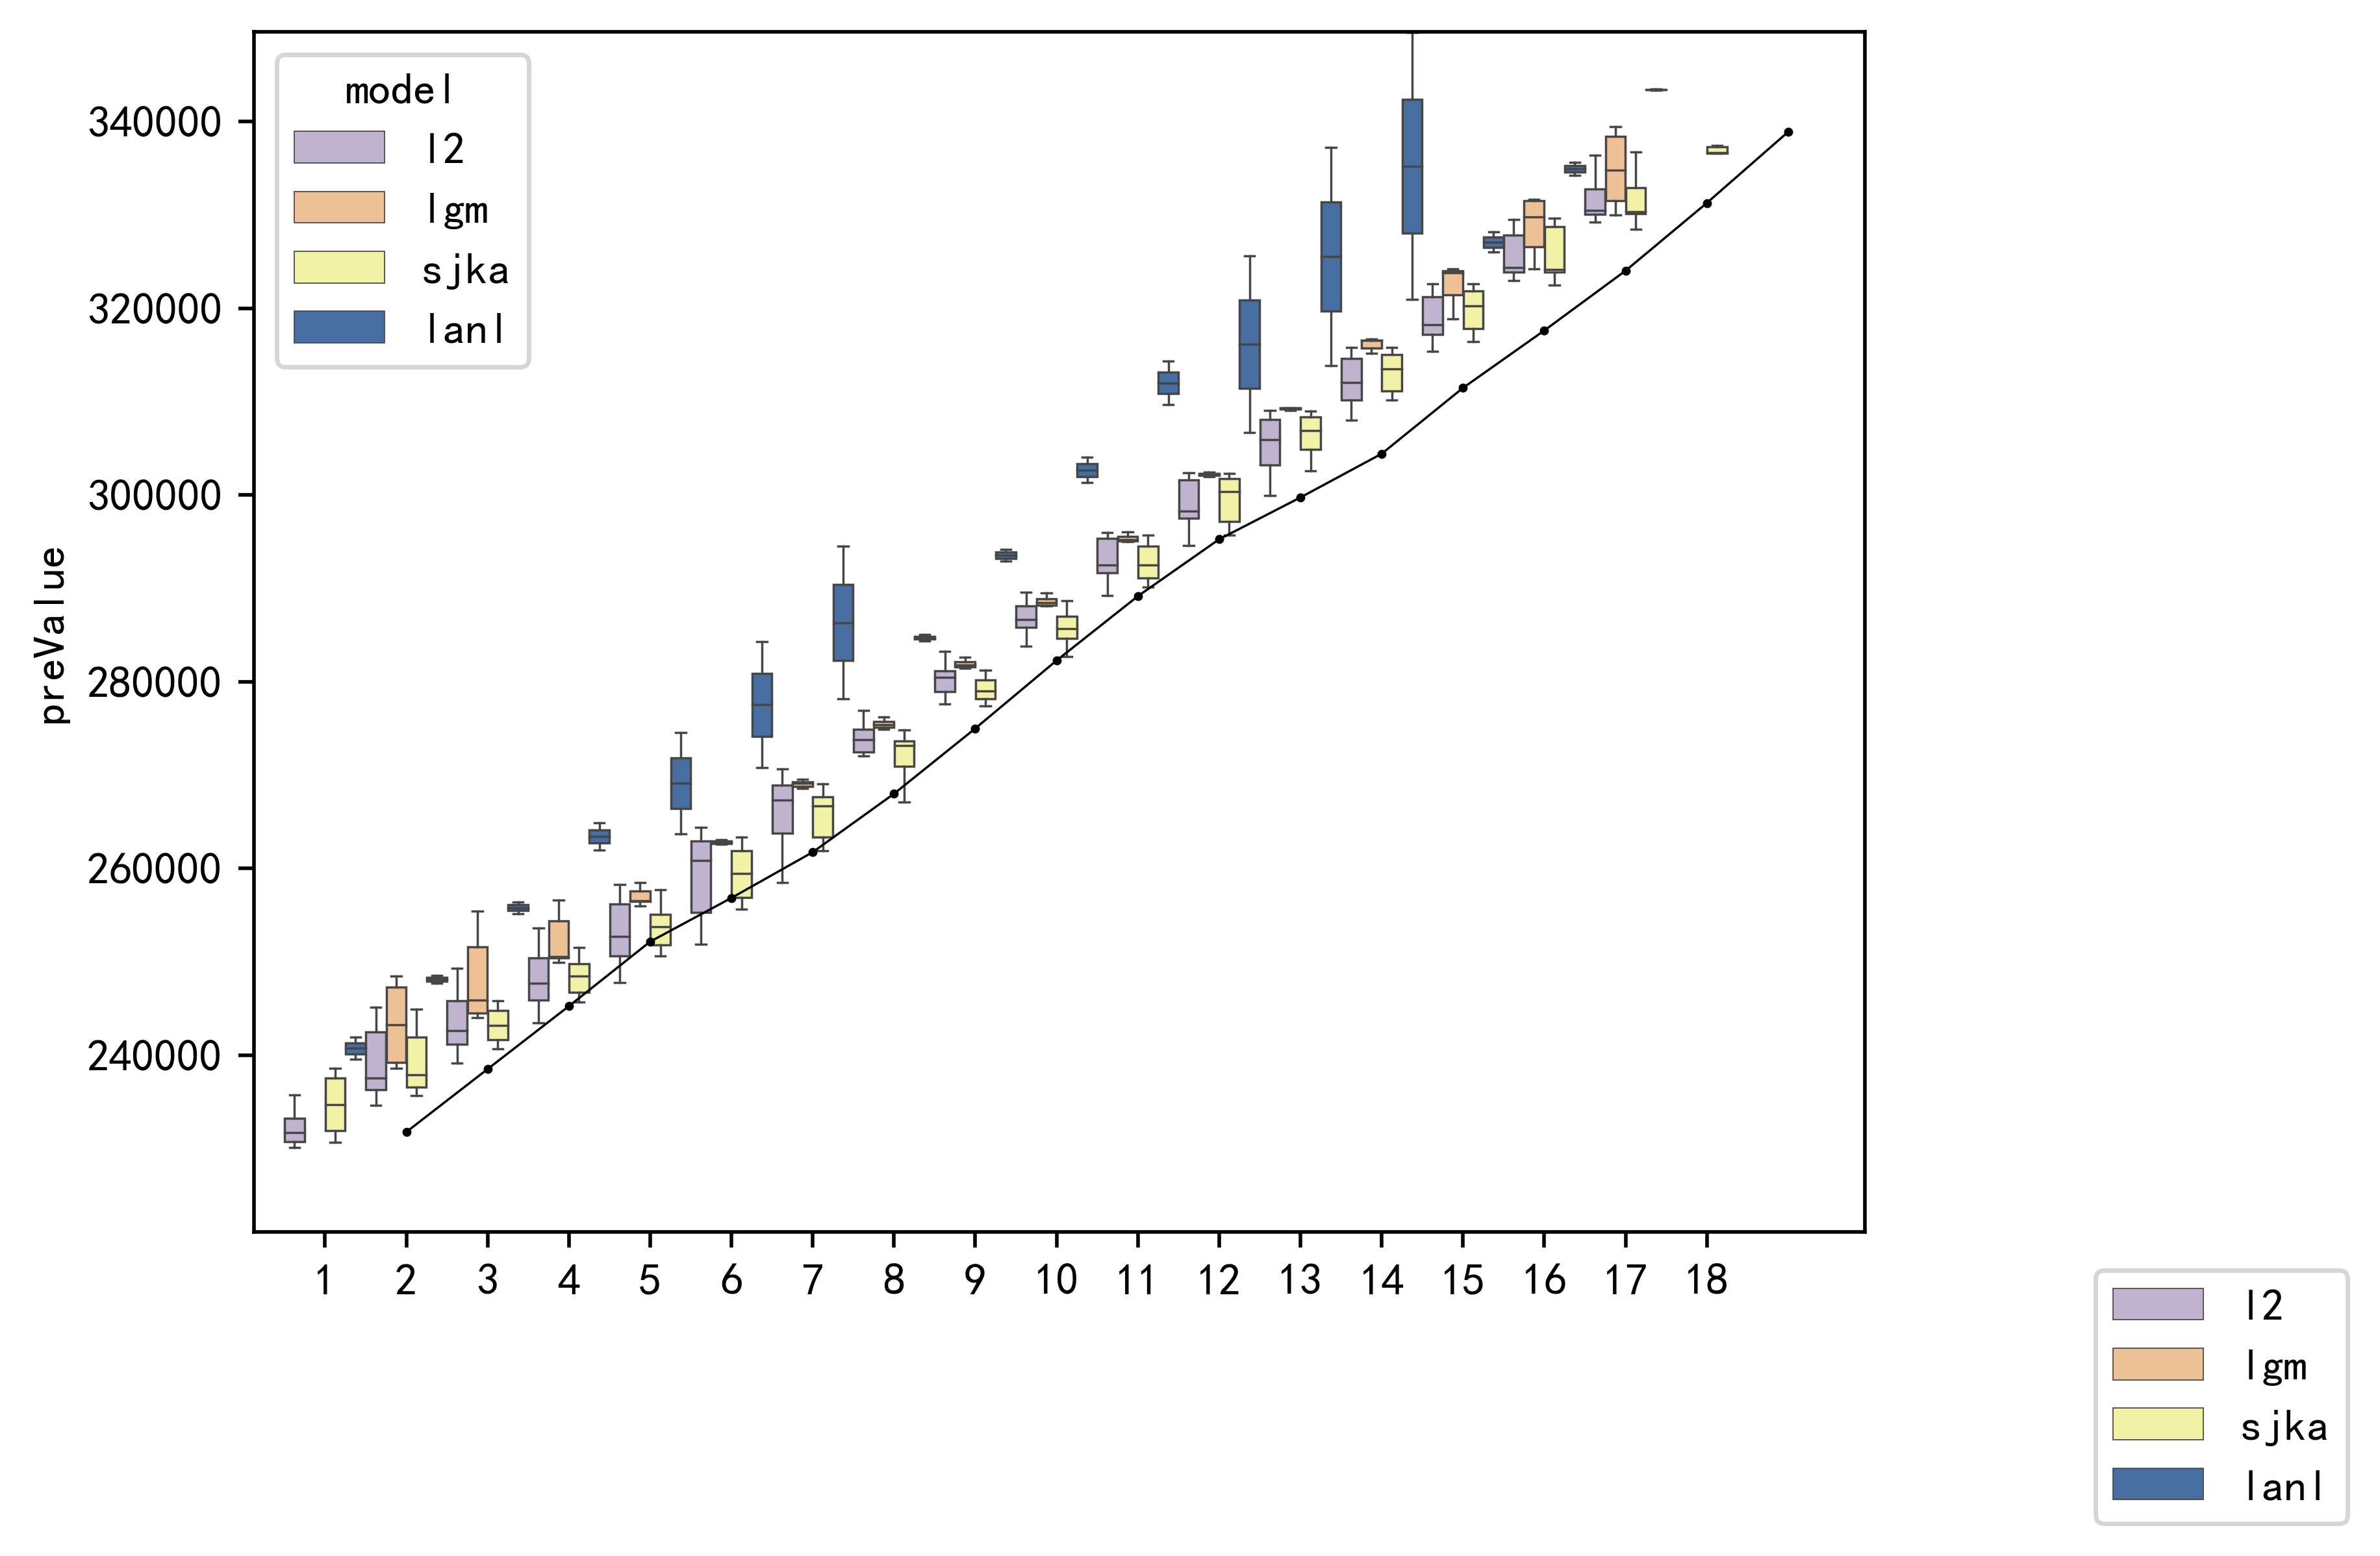 model
l2
lgm
sjka
lanl
340000
320000
300000
280000
260000
240000
preValue
1 2 3 4 5 6 7 8 9 10 11 12 13 14 15 16 17 18
l2
lgm
sjka
lanl